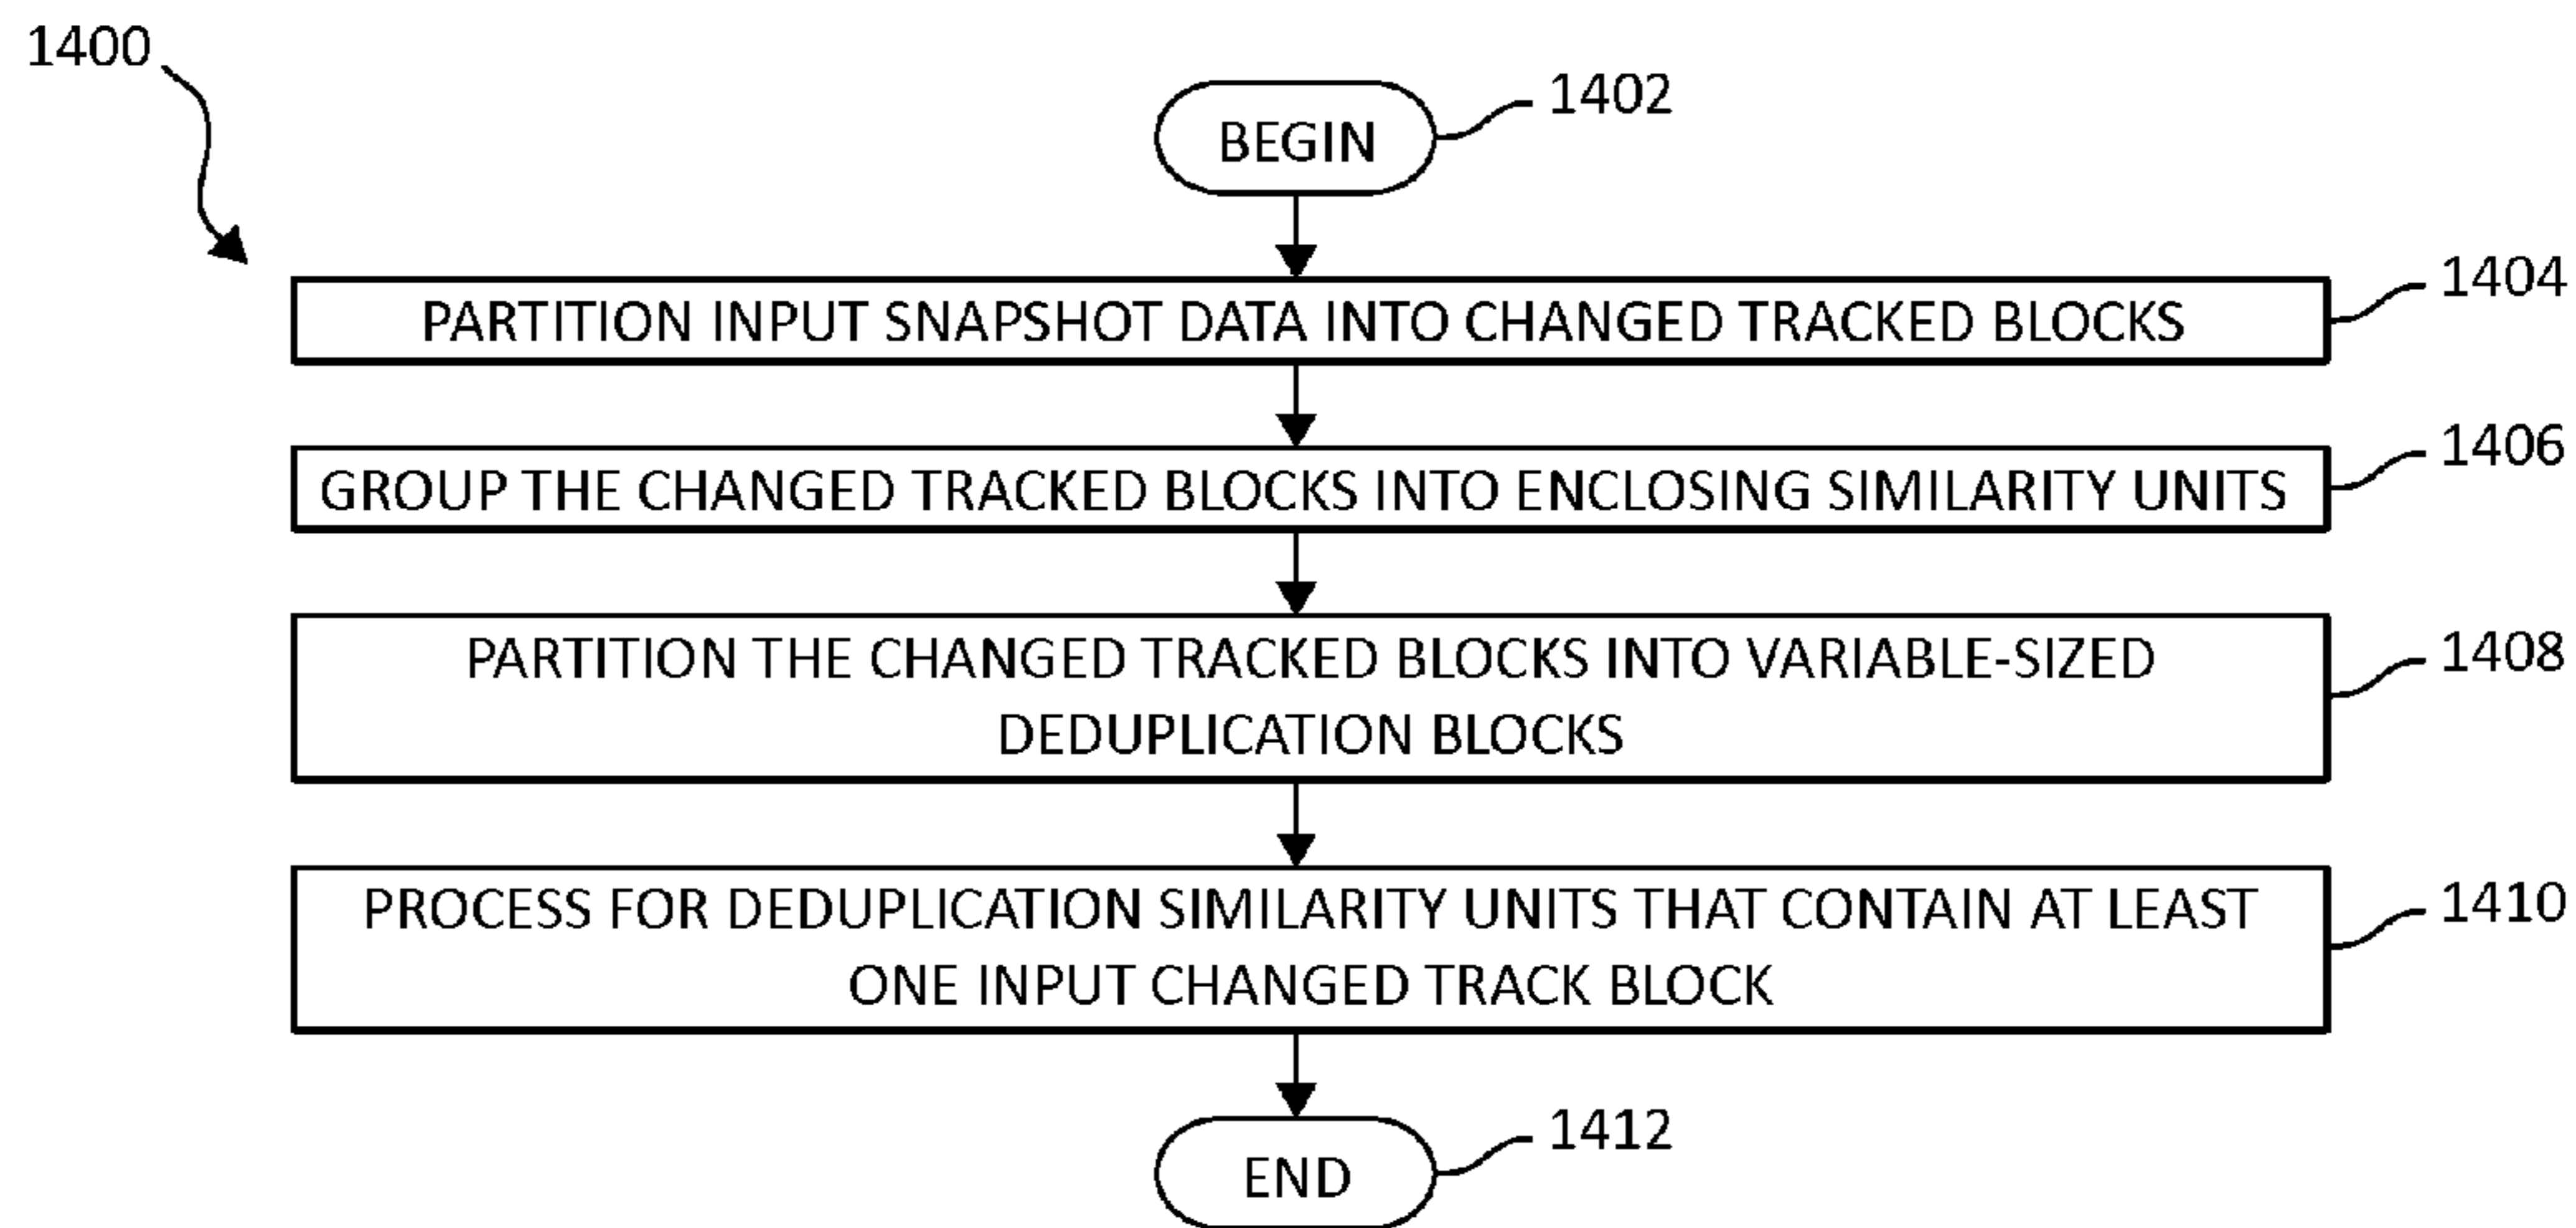 1400
BEGIN
1402
PARTITION INPUT SNAPSHOT DATA INTO CHANGED TRACKED BLOCKS
1404
GROUP THE CHANGED TRACKED BLOCKS INTO ENCLOSING SIMILARITY UNITS
1406
PARTITION THE CHANGED TRACKED BLOCKS INTO VARIABLE-SIZED
DEDUPLICATION BLOCKS
1408
PROCESS FOR DEDUPLICATION SIMILARITY UNITS THAT CONTAIN AT LEAST
ONE INPUT CHANGED TRACK BLOCK
1410
END
1412